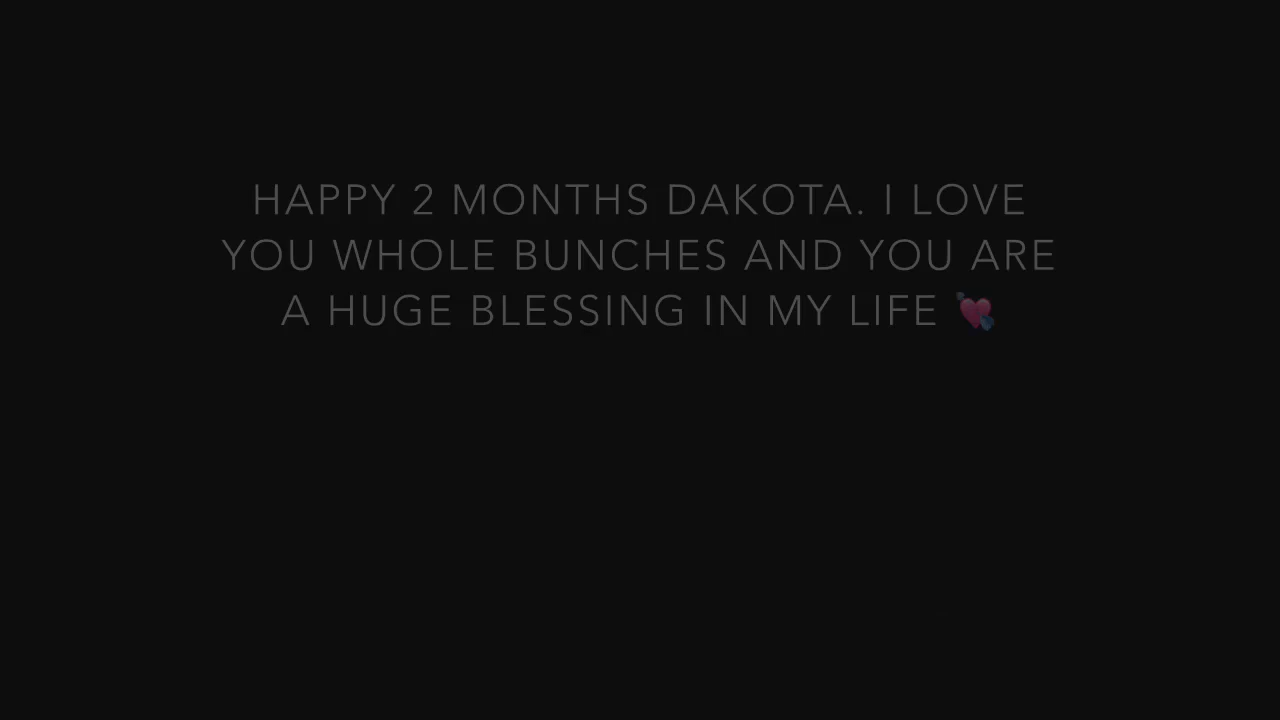 HAPPY 2 MONTHS DAKOTA. I LOVE
YOU WHOLE BUNCHES AND YOU ARE
A HUGE BLESSING IN MY LIFE 💘